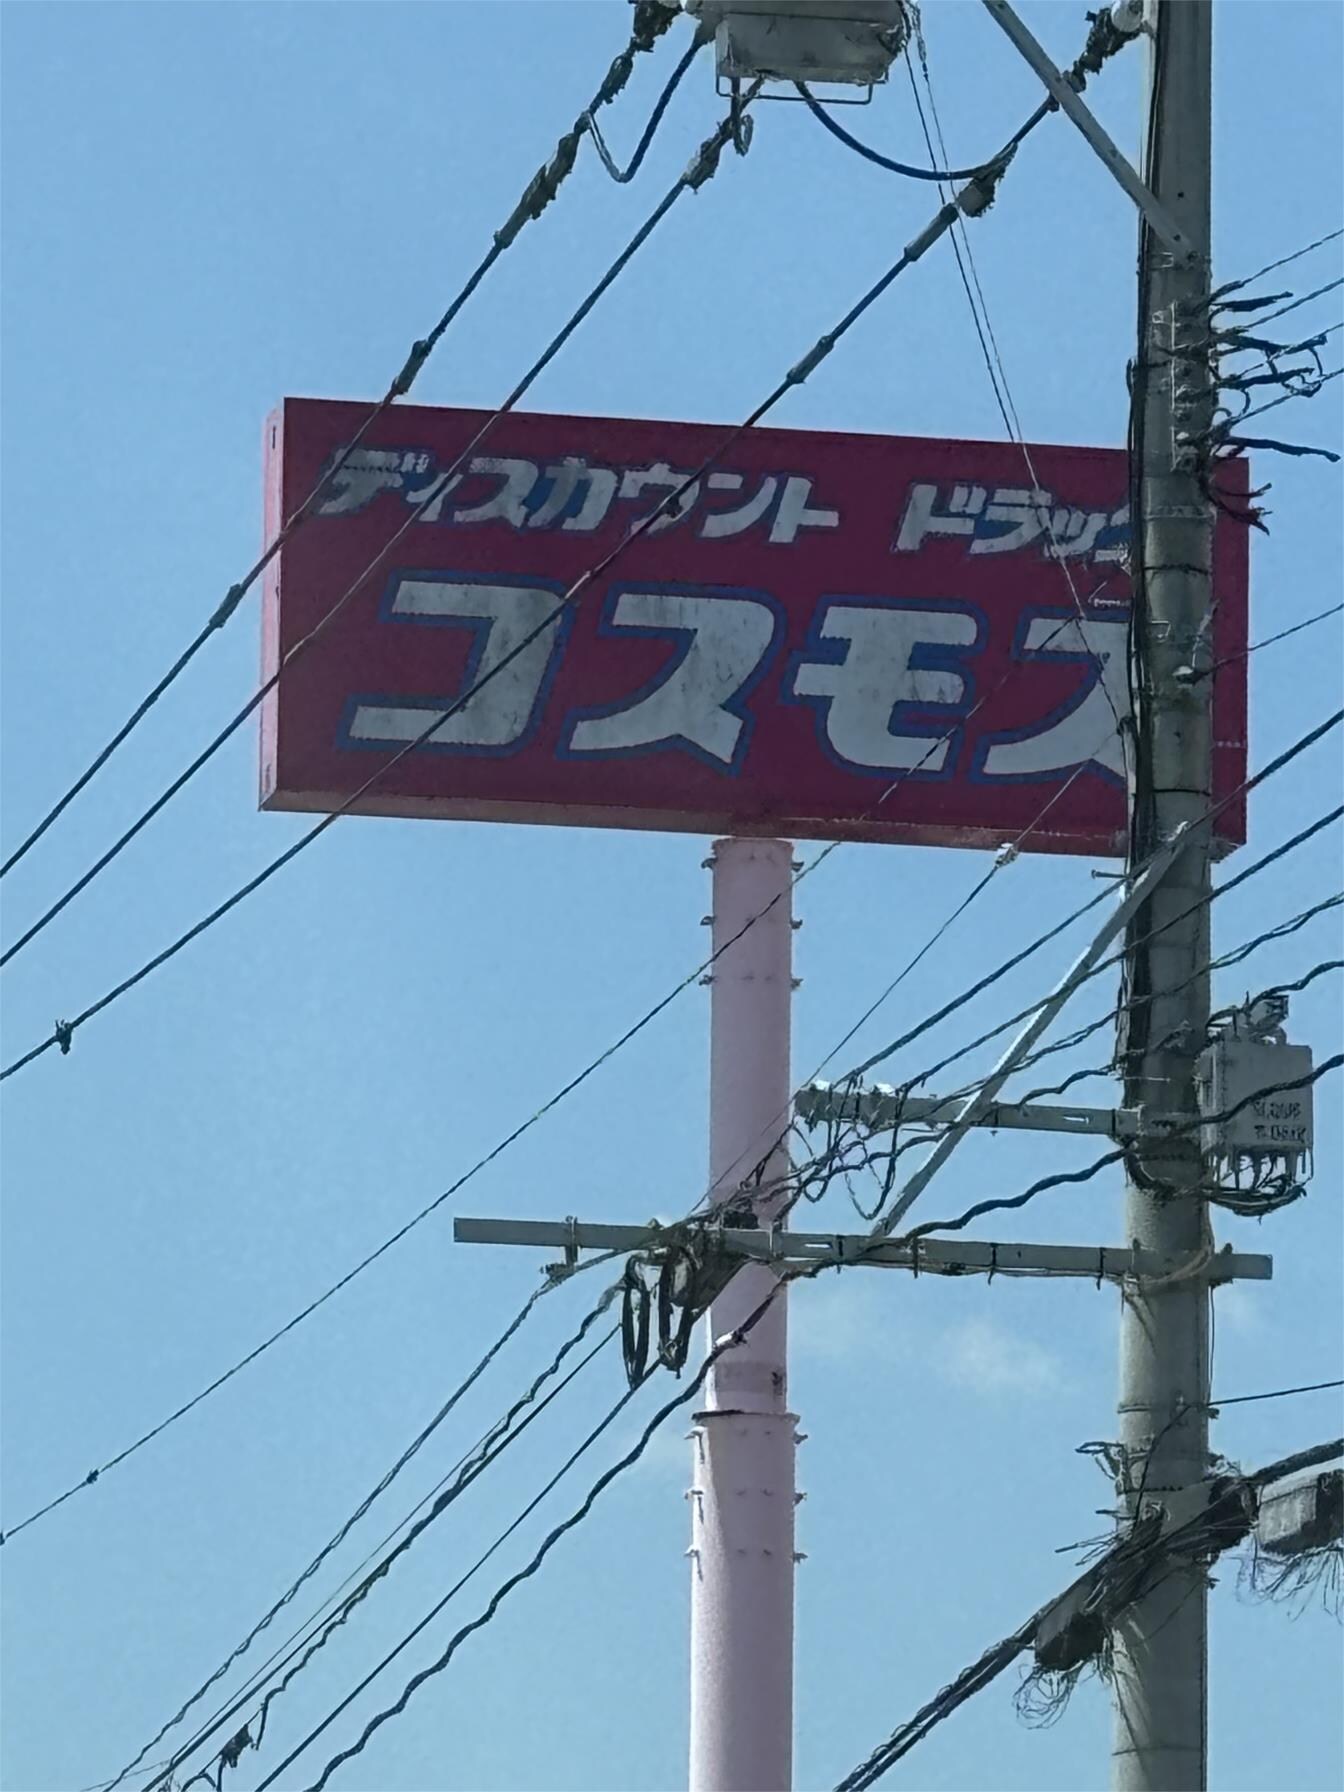 ディスカウント ドラッグ
コスモス